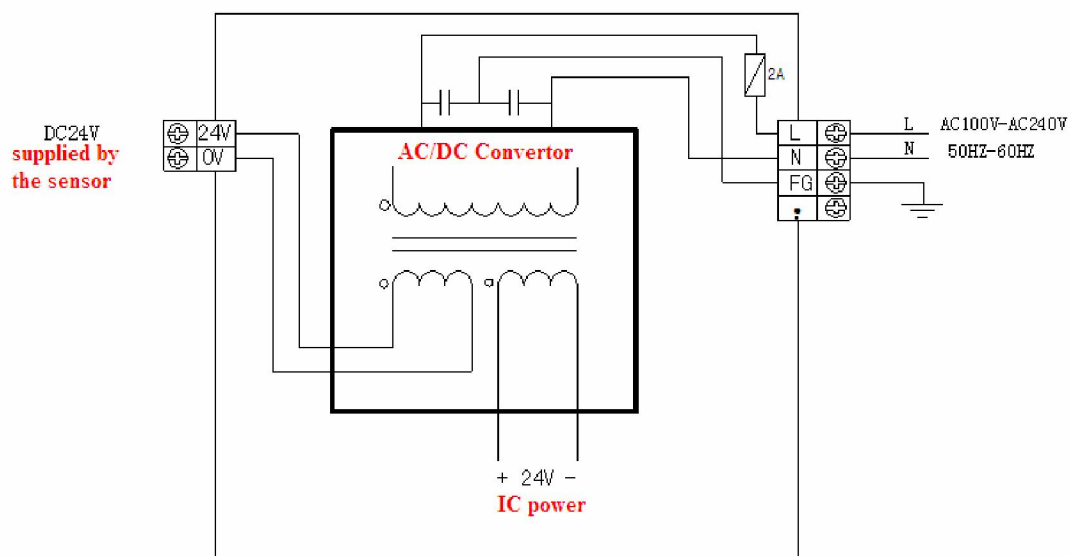 2A
DC24V
supplied by
the sensor
24V
0V
AC/DC Convertor
L
N
FG
L AC100V-AC240V
N 50HZ-60HZ
+ 24V -
IC power